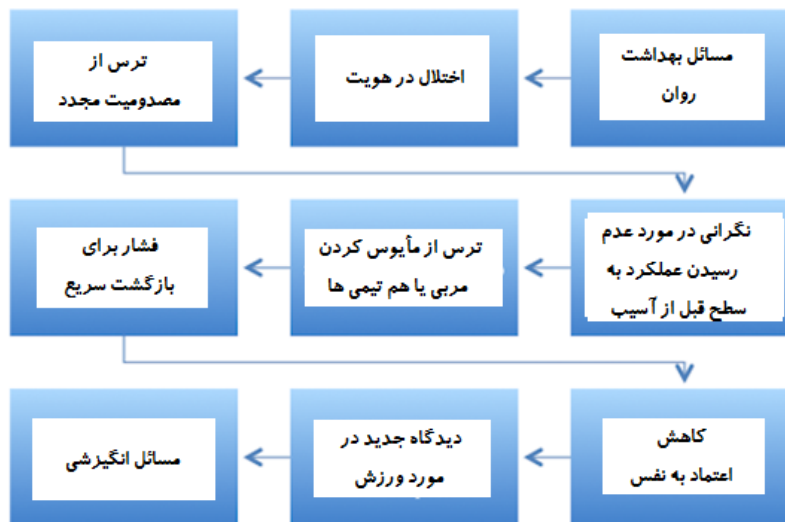 مسائل بهداشت
روان
اختلال در هویت
ترس از
مصدومیت مجدد
نگرانی در مورد عدم
رسیدن عملکرد به
سطح قبل از آسیب
ترس از مأیوس کردن
مربی یا هم تیمی ها
فشار برای
بازگشت سریع
کاهش
اعتماد به نفس
دیدگاه جدید در
مورد ورزش
مسائل انگیزشی